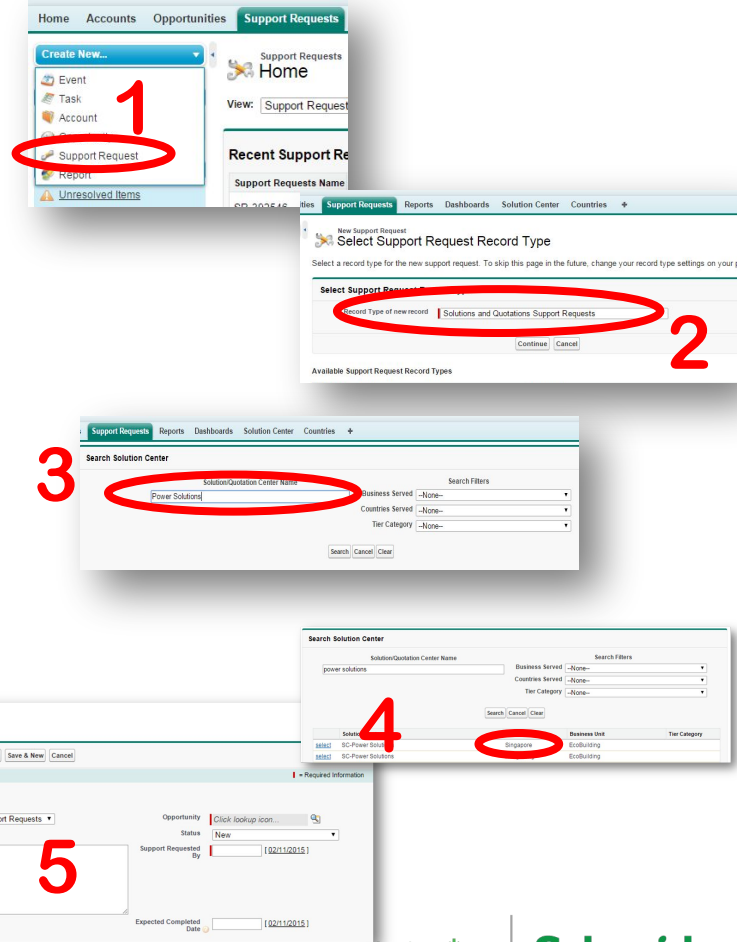 Home Accounts Opportunities Support Requests
Create New...
Event
Task
Account
Support Request
Report
Unresolved Items
1
Support Requests
Home
View: Support Request
Recent Support Re
Support Requests Name
ties Support Requests Reports Dashboards Solution Center Countries +
New Support Request
Select Support Request Record Type
Select a record type for the new support request. To skip this page in the future, change your record type settings on your p
Select Support
Record Type of new record Solutions and Quotations Support Requests
Continue Cancel
2
Available Support Request Record Types
3
Support Requests Reports Dashboards Solution Center Countries +
Search Solution Center
Solution/Quotation Center Name Search Filters
Power Solutions Business Served --None--
Countries Served --None--
Tier Category --None--
Search Cancel Clear
Search Solution Center
Solution/Quotation Center Name Search Filters
power solutions Business Served --None--
Countries Served --None--
Tier Category --None--
Search Cancel Clear
4
Business Unit Tier Category
select SC-Power Singapore EcoBuilding
select SC-Power Solutions EcoBuilding
Save & New Cancel
= Required Information
ort Requests Opportunity Click lookup icon...
Status New
Support Requested By [ 02/11/2015 ]
5
Expected Completed Date [ 02/11/2015 ]